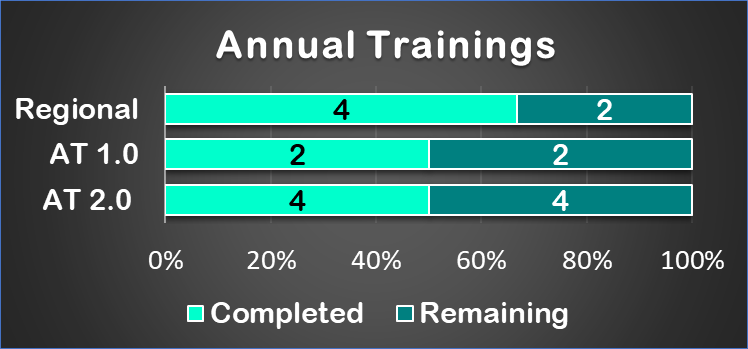 Annual Trainings
Regional 4 2
AT 1.0 2 2
AT 2.0 4 4
0% 20% 40% 60% 80% 100%
Completed Remaining